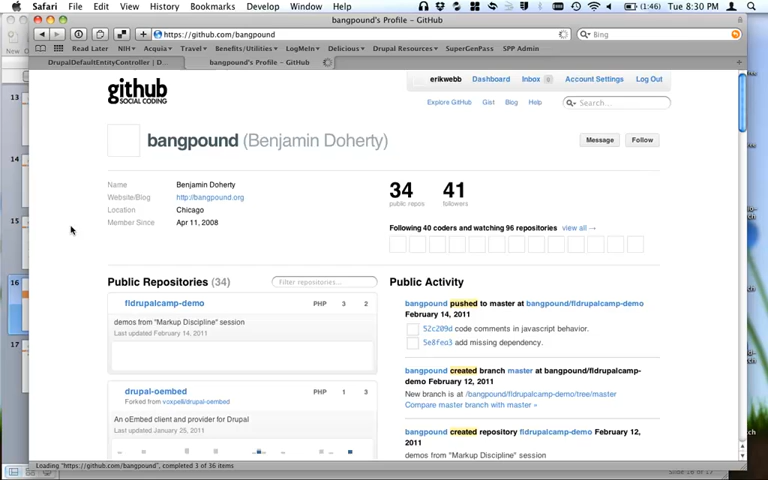 Safari File Edit View History Bookmarks Develop Window Help (1:46) Tue 8:30 PM
bangpound's Profile - GitHub
https://github.com/bangpound Bing
Read Later NIH Acquia Travel Benefits/Utilities LogMeIn Delicious Drupal Resources SuperGenPass SPP Admin
DrupalDefaultEntityController | D... bangpound's Profile - GitHub
github
SOCIAL CODING
erikwebb Dashboard Inbox 0 Account Settings Log Out
Explore GitHub Gist Blog Help Search...
bangpound (Benjamin Doherty) Message Follow
Name Benjamin Doherty
Website/Blog http://bangpound.org
Location Chicago
Member Since Apr 11, 2008
34 41
public repos followers
Following 40 coders and watching 96 repositories view all →
Public Repositories (34) Filter repositories...
fldrupalcamp-demo PHP 3 2
demos from "Markup Discipline" session
Last updated February 14, 2011
drupal-oembed PHP 1 3
Forked from voxpelli/drupal-oembed
An oEmbed client and provider for Drupal
Last updated January 25, 2011
Public Activity
bangpound pushed to master at bangpound/fldrupalcamp-demo
February 14, 2011
52c209d code comments in javascript behavior.
5e8fea3 add missing dependency.
bangpound created branch master at bangpound/fldrupalcamp-
demo February 12, 2011
New branch is at /bangpound/fldrupalcamp-demo/tree/master
Compare master branch with master »
bangpound created repository fldrupalcamp-demo February 12,
2011
demos from "Markup Discipline" session
Loading "https://github.com/bangpound", completed 3 of 36 items
13
14
15
16
17